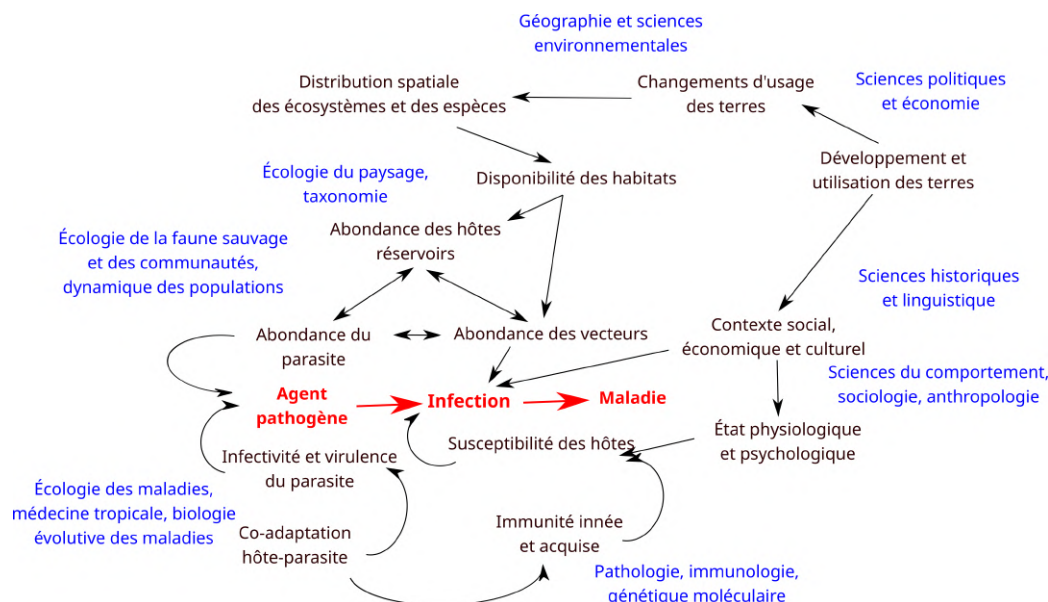 Géographie et sciences
environnementales
Distribution spatiale
des écosystèmes et des espèces
Changements d'usage
des terres
Sciences politiques
et économie
Développement et
utilisation des terres
Écologie du paysage,
taxonomie
Disponibilité des habitats
Abondance des hôtes
réservoirs
Écologie de la faune sauvage
et des communautés,
dynamique des populations
Sciences historiques
et linguistique
Abondance du
parasite
Abondance des vecteurs
Contexte social,
économique et culturel
Sciences du comportement,
sociologie, anthropologie
Agent
pathogène
Infection
Maladie
État physiologique
et psychologique
Susceptibilité des hôtes
Infectivité et virulence
du parasite
Écologie des maladies,
médecine tropicale, biologie
évolutive des maladies
Co-adaptation
hôte-parasite
Immunité innée
et acquise
Pathologie, immunologie,
génétique moléculaire